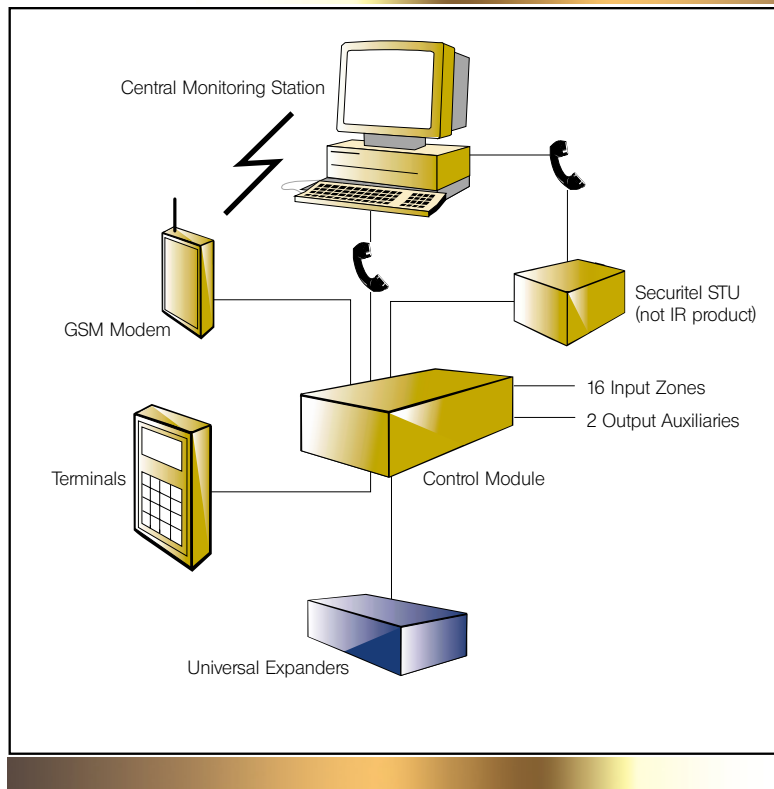 Central Monitoring Station
Securitel STU
(not IR product)
GSM Modem
16 Input Zones
2 Output Auxiliaries
Terminals
Control Module
Universal Expanders